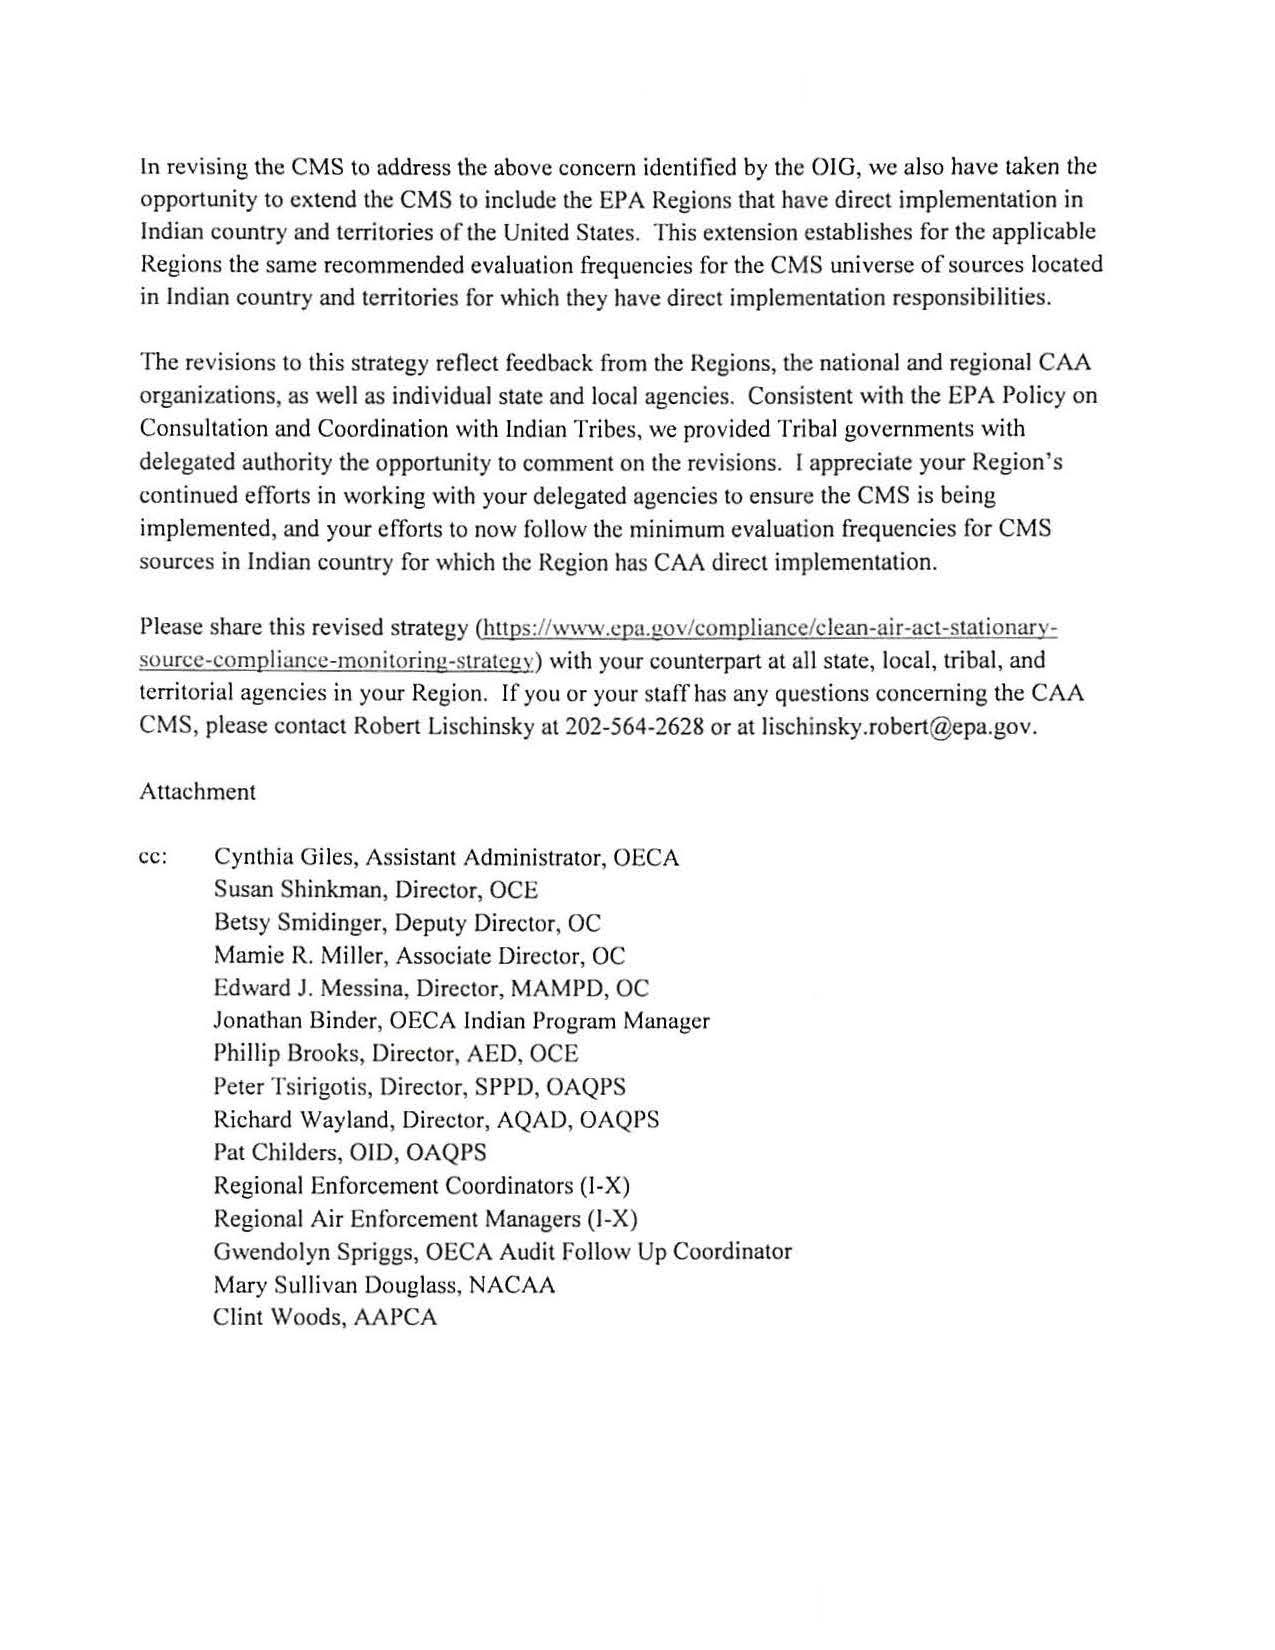 In revising the CMS to address the above concern identified by the OIG, we also have taken the
opportunity to extend the CMS to include the EPA Regions that have direct implementation in
Indian country and territories of the United States. This extension establishes for the applicable
Regions the same recommended evaluation frequencies for the CMS universe of sources located
in Indian country and territories for which they have direct implementation responsibilities.
The revisions to this strategy reflect feedback from the Regions, the national and regional CAA
organizations, as well as individual state and local agencies. Consistent with the EPA Policy on
Consultation and Coordination with Indian Tribes, we provided Tribal governments with
delegated authority the opportunity to comment on the revisions. I appreciate your Region's
continued efforts in working with your delegated agencies to ensure the CMS is being
implemented, and your efforts to now follow the minimum evaluation frequencies for CMS
sources in Indian country for which the Region has CAA direct implementation.
Please share this revised strategy (https://www.epa.gov/compliance/clean-air-act-stationary-
source-compliance-monitoring-strategy) with your counterpart at all state, local, tribal, and
territorial agencies in your Region. If you or your staff has any questions concerning the CAA
CMS, please contact Robert Lischinsky at 202-564-2628 or at lischinsky.robert@epa.gov.
Attachment
cc: Cynthia Giles, Assistant Administrator, OECA
Susan Shinkman, Director, OCE
Betsy Smidinger, Deputy Director, OC
Mamie R. Miller, Associate Director, OC
Edward J. Messina, Director, MAMPD, OC
Jonathan Binder, OECA Indian Program Manager
Phillip Brooks, Director, AED, OCE
Peter Tsirigotis, Director, SPPD, OAQPS
Richard Wayland, Director, AQAD, OAQPS
Pat Childers, OID, OAQPS
Regional Enforcement Coordinators (I-X)
Regional Air Enforcement Managers (I-X)
Gwendolyn Spriggs, OECA Audit Follow Up Coordinator
Mary Sullivan Douglass, NACAA
Clint Woods, AAPCA